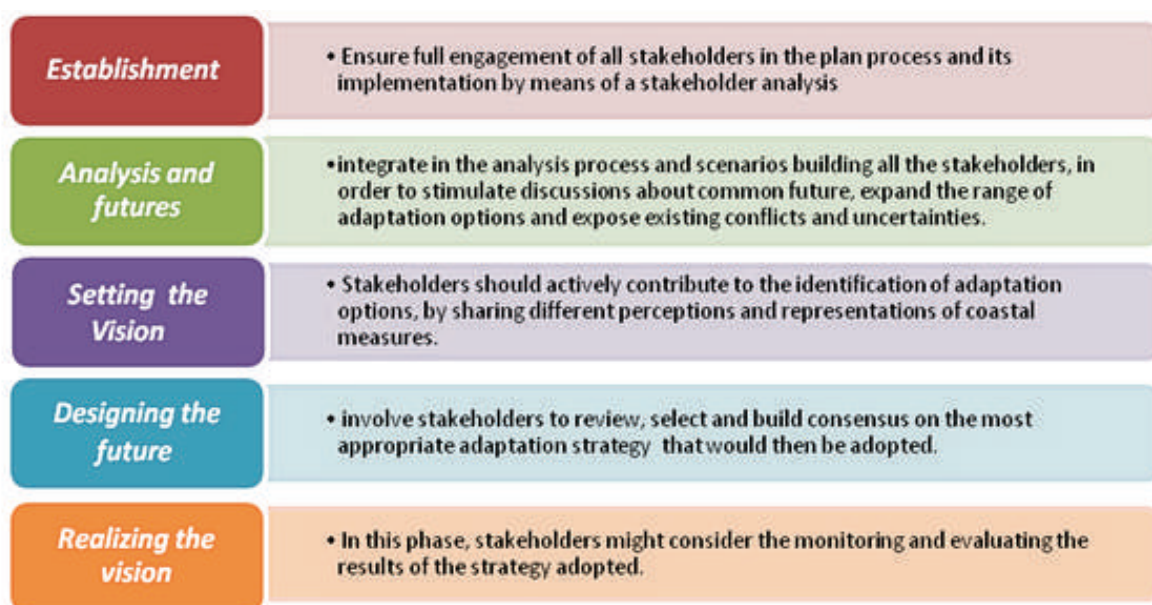 Establishment
• Ensure full engagement of all stakeholders in the plan process and its
implementation by means of a stakeholder analysis
Analysis and
futures
•integrate in the analysis process and scenarios building all the stakeholders, in
order to stimulate discussions about common future, expand the range of
adaptation options and expose existing conflicts and uncertainties.
Setting the
Vision
• Stakeholders should actively contribute to the identification of adaptation
options, by sharing different perceptions and representations of coastal
measures.
Designing the
future
• involve stakeholders to review, select and build consensus on the most
appropriate adaptation strategy that would then be adopted.
Realizing the
vision
• In this phase, stakeholders might consider the monitoring and evaluating the
results of the strategy adopted.